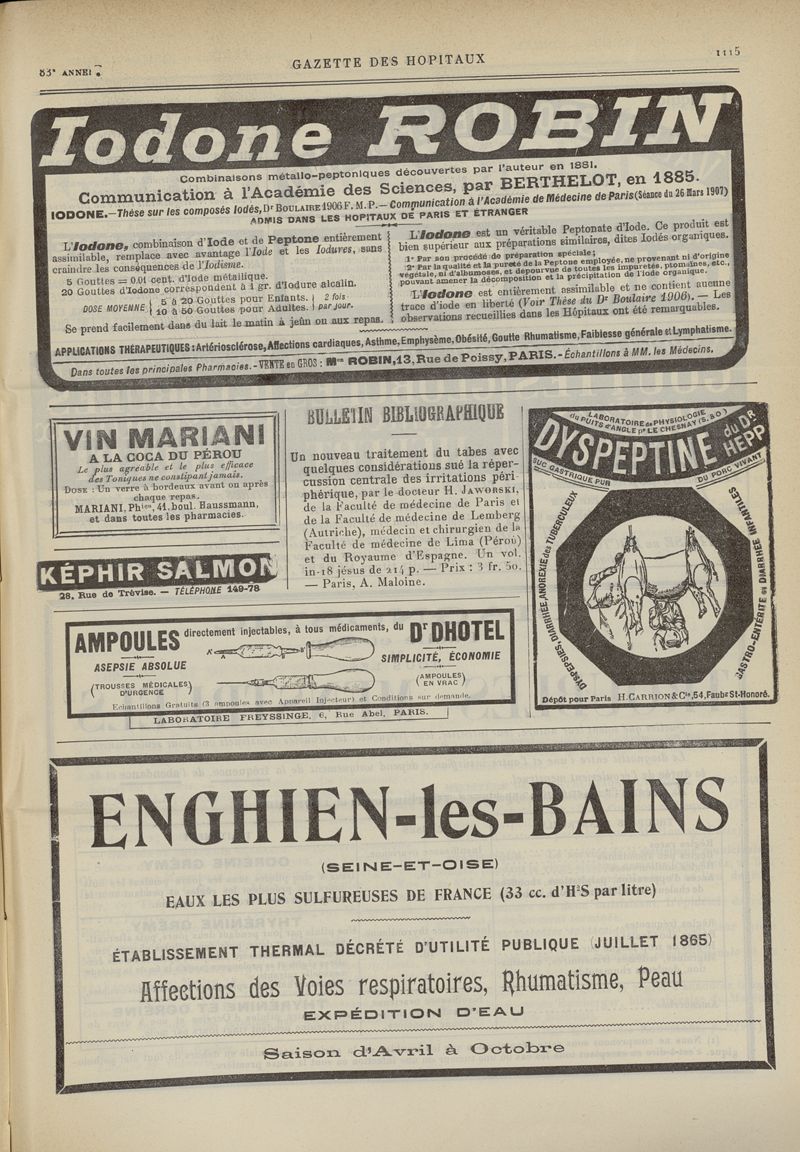 83e ANNÉE
GAZETTE DES HOPITAUX
1115
Iodone ROBIN
Combinaisons métallo-peptoniques découvertes par l'auteur en 1881.
Communication à l'Académie des Sciences, par BERTHELOT, en 1885.
IODONE.—Thèse sur les composés Iodés, Dr BOULAIRE 1906 F. M. P. — Communication à l'Académie de Médecine de Paris (Séance du 26 Mars 1907)
ADMIS DANS LES HOPITAUX DE PARIS ET ÉTRANGER
L'Iodone, combinaison d'Iode et de Peptone entièrement
assimilable, remplace avec avantage l'Iode et les Iodures, sans
craindre les conséquences de l'Iodisme.
5 Gouttes = 0.01 cent. d'Iode métallique.
20 Gouttes d'Iodone correspondent à 1 gr. d'Iodure alcalin.
DOSE MOYENNE { 5 à 20 Gouttes pour Enfants. } 2 fois
10 à 50 Gouttes pour Adultes. } par jour.
Se prend facilement dans du lait le matin à jeûn ou aux repas.
L'Iodone est un véritable Peptonate d'Iode. Ce produit est
bien supérieur aux préparations similaires, dites Iodés organiques.
1° Par son procédé de préparation spéciale;
2° Par la qualité et la pureté de la Peptone employée, ne provenant ni d'origine
végétale, ni d'albumoses, et dépourvue de toutes les impuretés, ptomaïnes, etc.,
pouvant amener la décomposition et la précipitation de l'Iode organique.
L'Iodone est entièrement assimilable et ne contient aucune
trace d'iode en liberté (Voir Thèse du Dr Boulaire 1906). — Les
observations recueillies dans les Hôpitaux ont été remarquables.
APPLICATIONS THÉRAPEUTIQUES: Artériosclérose, Affections cardiaques, Asthme, Emphysème, Obésité, Goutte Rhumatisme, Faiblesse générale et Lymphatisme.
Dans toutes les principales Pharmacies. - VENTE en GROS: Mon ROBIN, 13, Rue de Poissy, PARIS. - Échantillons à MM. les Médecins.
VIN MARIANI
A LA COCA DU PÉROU
Le plus agréable et le plus efficace
des Toniques ne constipant jamais.
DOSE : Un verre à bordeaux avant ou après
chaque repas.
MARIANI, Phien, 41, boul. Haussmann,
et dans toutes les pharmacies.
KÉPHIR SALMON
28, Rue de Trévise. — TÉLÉPHONE 149-78
BULLETIN BIBLIOGRAPHIQUE
Un nouveau traitement du tabes avec
quelques considérations sué la réper-
cussion centrale des irritations péri-
phérique, par le docteur H. JAWORSKI,
de la Faculté de médecine de Paris et
de la Faculté de médecine de Lemberg
(Autriche), médecin et chirurgien de la
Faculté de médecine de Lima (Pérou)
et du Royaume d'Espagne. Un vol.
in-18 jésus de 214 p. — Prix : 3 fr. 50.
— Paris, A. Maloine.
LABORATOIRE de PHYSIOLOGIE
du PUITS d'ANGLE pr LE CHESNAY (S. & O.)
DYSPEPTINE du DR HEPP
SUC GASTRIQUE PUR DU PORC VIVANT
DYSPEPSIES, DIARRHÉE, ANOREXIE des TUBERCULEUX
GASTRO-ENTÉRITE et DIARRHÉE INFANTILES
Dépôt pour Paris H. CARRION & Cie, 54, Faubg St-Honoré.
AMPOULES directement injectables, à tous médicaments, du Dr DHOTEL
ASEPSIE ABSOLUE
SIMPLICITÉ, ÉCONOMIE
(TROUSSES MÉDICALES)
D'URGENCE
(AMPOULES)
EN VRAC
Echantillons Gratuits (3 ampoules avec Appareil Injecteur) et Conditions sur demande.
LABORATOIRE FREYSSINGE, 6, Rue Abel, PARIS.
ENGHIEN-les-BAINS
(SEINE-ET-OISE)
EAUX LES PLUS SULFUREUSES DE FRANCE (33 cc. d'H2S par litre)
ÉTABLISSEMENT THERMAL DÉCRÉTÉ D'UTILITÉ PUBLIQUE (JUILLET 1865)
Affections des Voies respiratoires, Rhumatisme, Peau
EXPÉDITION D'EAU
Saison d'Avril à Octobre